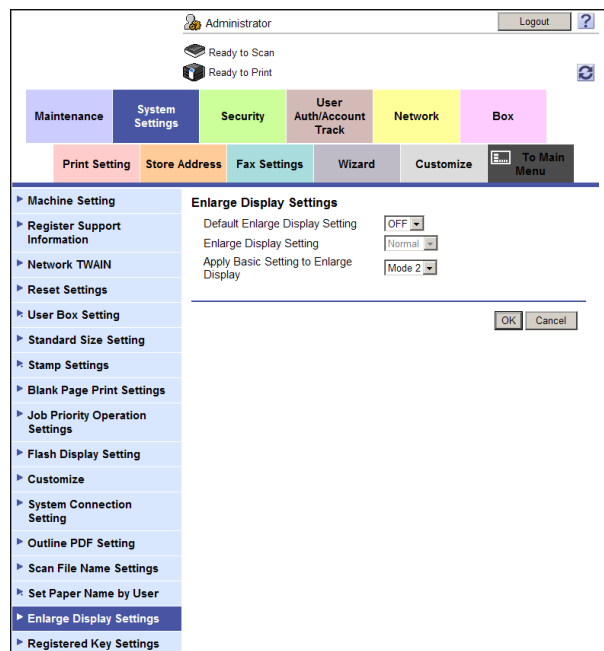 Administrator
Logout
?
Ready to Scan
Ready to Print
Maintenance
System
Settings
Security
User
Auth/Account
Track
Network
Box
Print Setting
Store Address
Fax Settings
Wizard
Customize
To Main
Menu
Machine Setting
Register Support
Information
Network TWAIN
Reset Settings
User Box Setting
Standard Size Setting
Stamp Settings
Blank Page Print Settings
Job Priority Operation
Settings
Flash Display Setting
Customize
System Connection
Setting
Outline PDF Setting
Scan File Name Settings
Set Paper Name by User
Enlarge Display Settings
Registered Key Settings
Enlarge Display Settings
Default Enlarge Display Setting OFF
Enlarge Display Setting Normal
Apply Basic Setting to Enlarge
Display Mode 2
OK Cancel